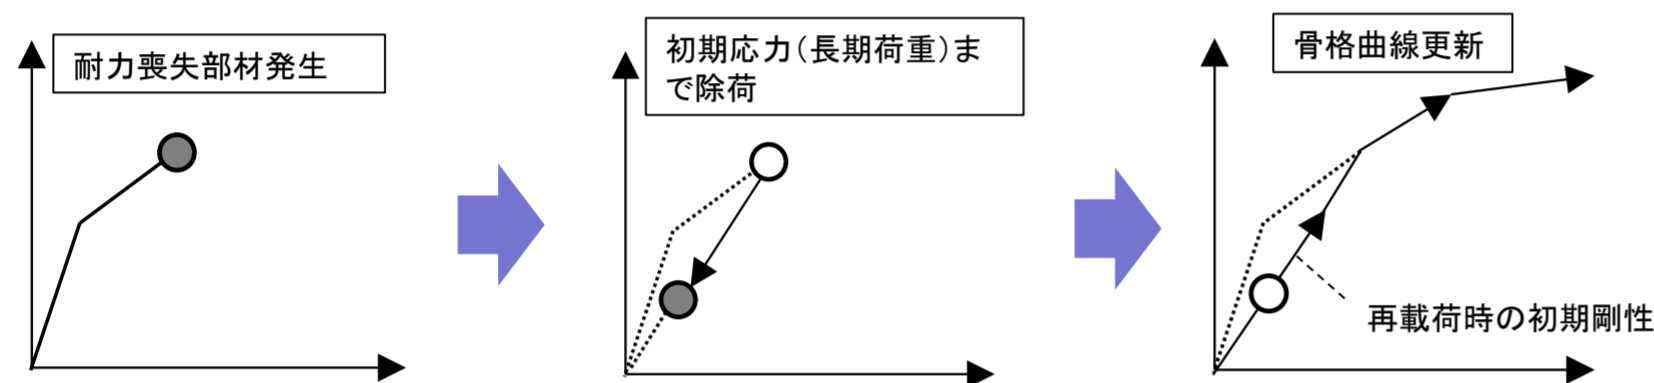 耐力喪失部材発生
初期応力（長期荷重）ま
で除荷
骨格曲線更新
再載荷時の初期剛性